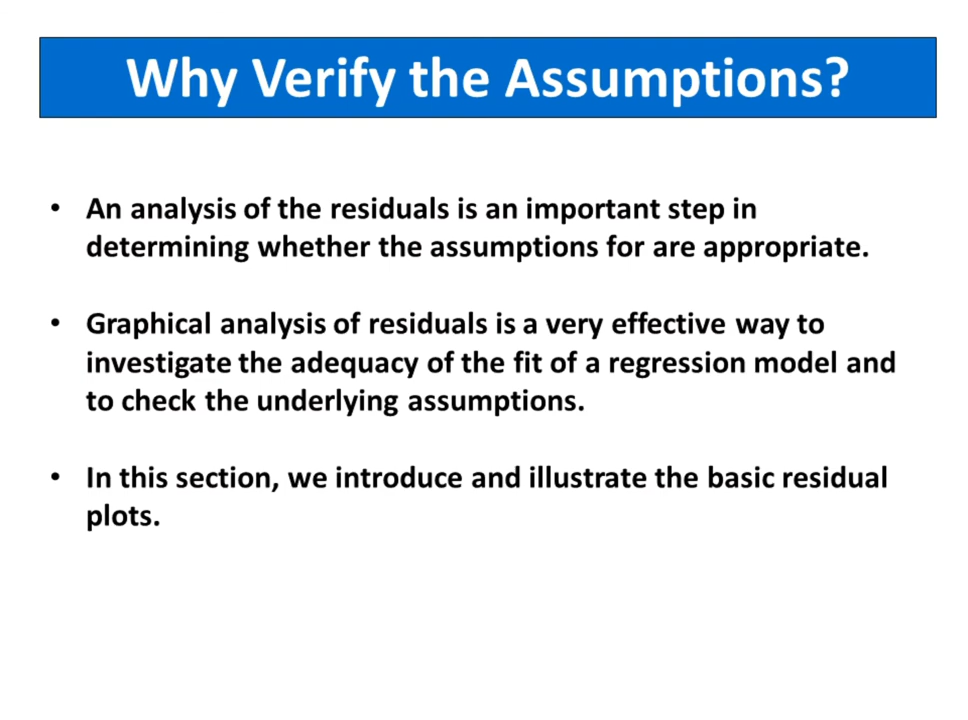 Why Verify the Assumptions?
• An analysis of the residuals is an important step in
determining whether the assumptions for are appropriate.
• Graphical analysis of residuals is a very effective way to
investigate the adequacy of the fit of a regression model and
to check the underlying assumptions.
• In this section, we introduce and illustrate the basic residual
plots.